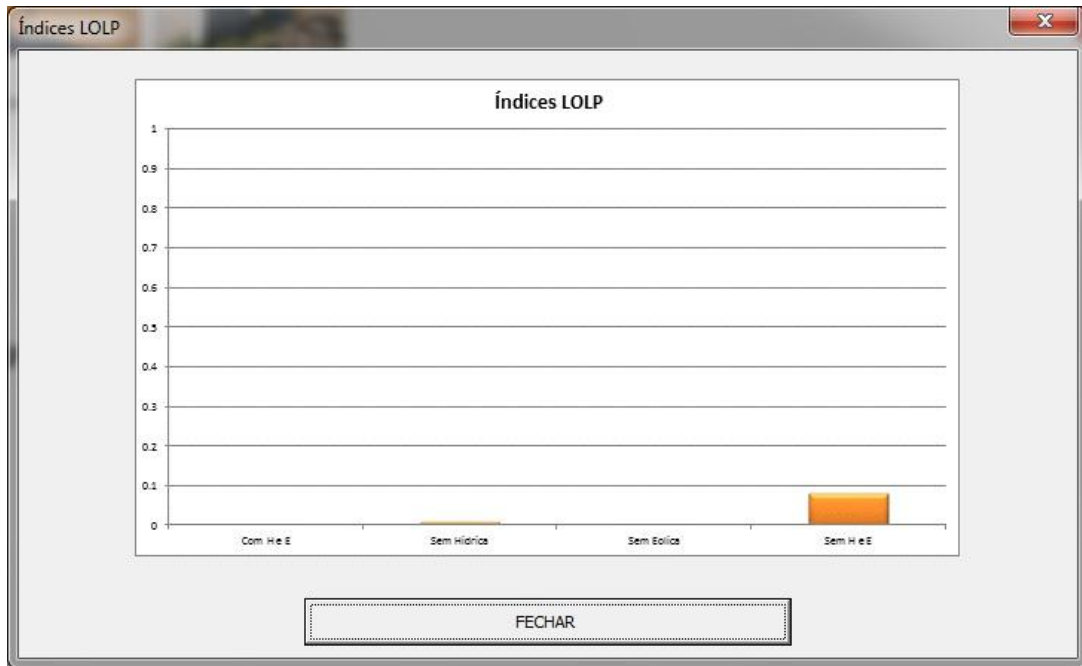 Índices LOLP
Índices LOLP
1
0.9
0.8
0.7
0.6
0.5
0.4
0.3
0.2
0.1
0
Com H e E
Sem Hídrica
Sem Eolica
Sem H e E
FECHAR